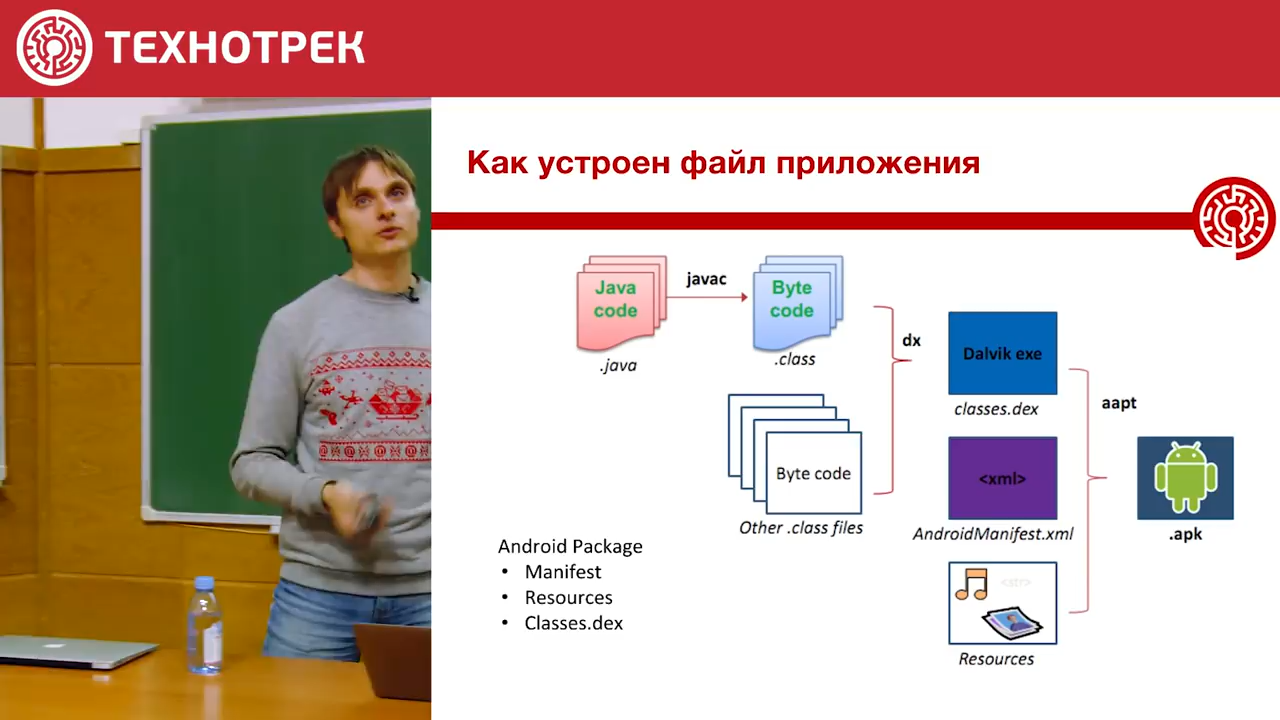 ТЕХНОТРЕК
Как устроен файл приложения
Java
code
.java
javac
Byte
code
.class
Byte code
Other .class files
dx
Dalvik exe
classes.dex
<xml>
AndroidManifest.xml
<str>
Resources
aapt
.apk
Android Package
• Manifest
• Resources
• Classes.dex